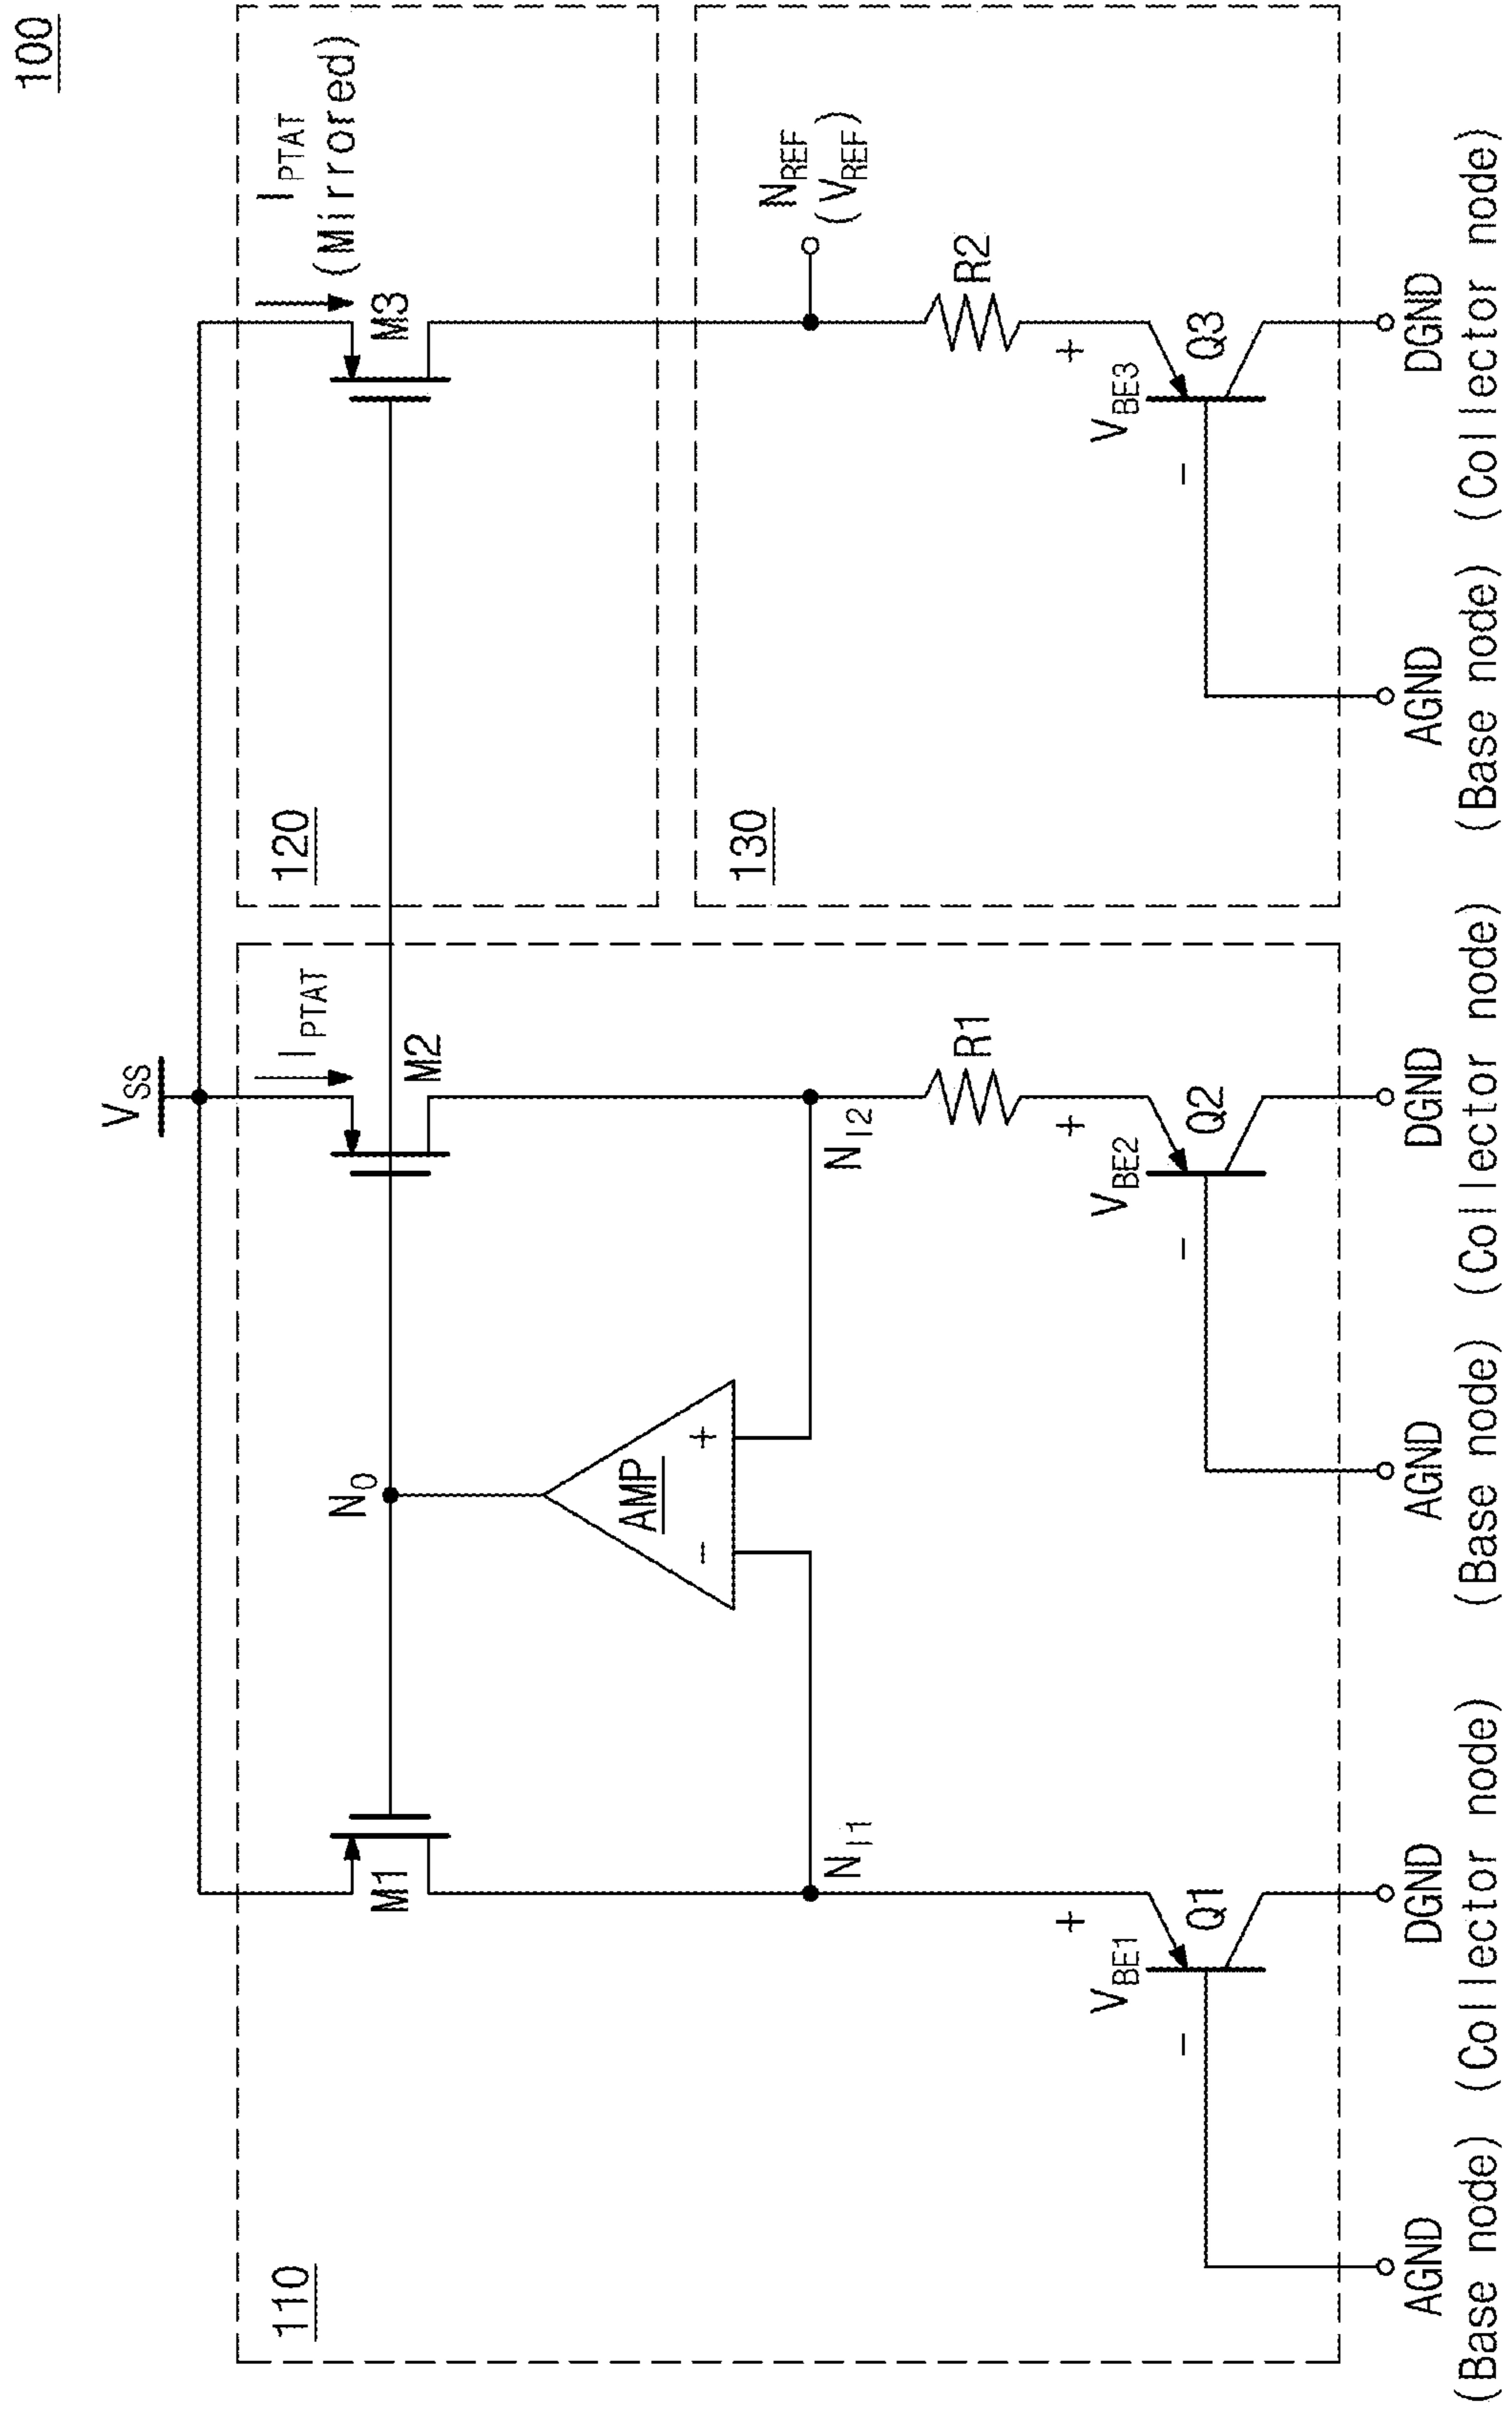 100
V_SS
110
120
130
I_PTAT
I_PTAT
(Mirrored)
M1
M2
M3
N_O
AMP
-
+
N_I1
N_I2
N_REF
(V_REF)
R1
R2
+
V_BE1
-
Q1
+
V_BE2
-
Q2
+
V_BE3
-
Q3
AGND
DGND
AGND
DGND
AGND
DGND
(Base node) (Collector node) (Base node) (Collector node) (Base node) (Collector node)